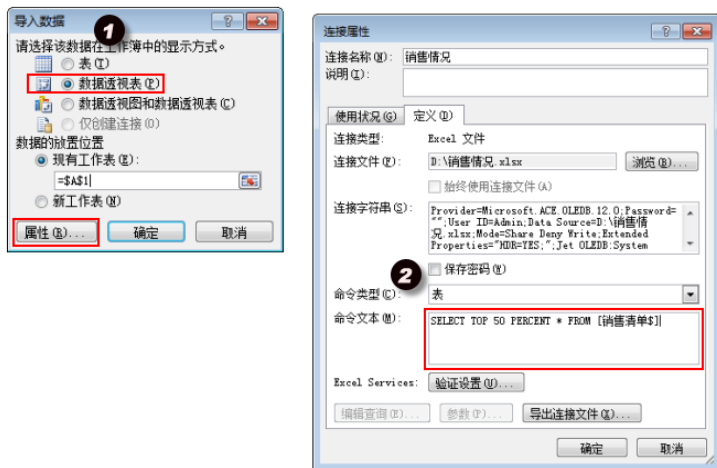 导入数据
1
请选择该数据在工作簿中的显示方式。
表(T)
数据透视表(P)
数据透视图和数据透视表(C)
仅创建连接(O)
数据的放置位置
现有工作表(E):
=$A$1
新工作表(N)
属性(R)... 确定 取消
连接属性
连接名称(N): 销售情况
说明(I):
使用状况(G) 定义(D)
连接类型: Excel 文件
连接文件(F): D:\销售情况.xlsx 浏览(B)...
始终使用连接文件(A)
连接字符串(S): Provider=Microsoft.ACE.OLEDB.12.0;Password=
"";User ID=Admin;Data Source=D:\销售情
况.xlsx;Mode=Share Deny Write;Extended
Properties="HDR=YES;";Jet OLEDB:System
2
保存密码(W)
命令类型(C): 表
命令文本(M): SELECT TOP 50 PERCENT * FROM [销售清单$]
Excel Services: 验证设置(U)...
编辑查询(E)... 参数(P)... 导出连接文件(X)...
确定 取消